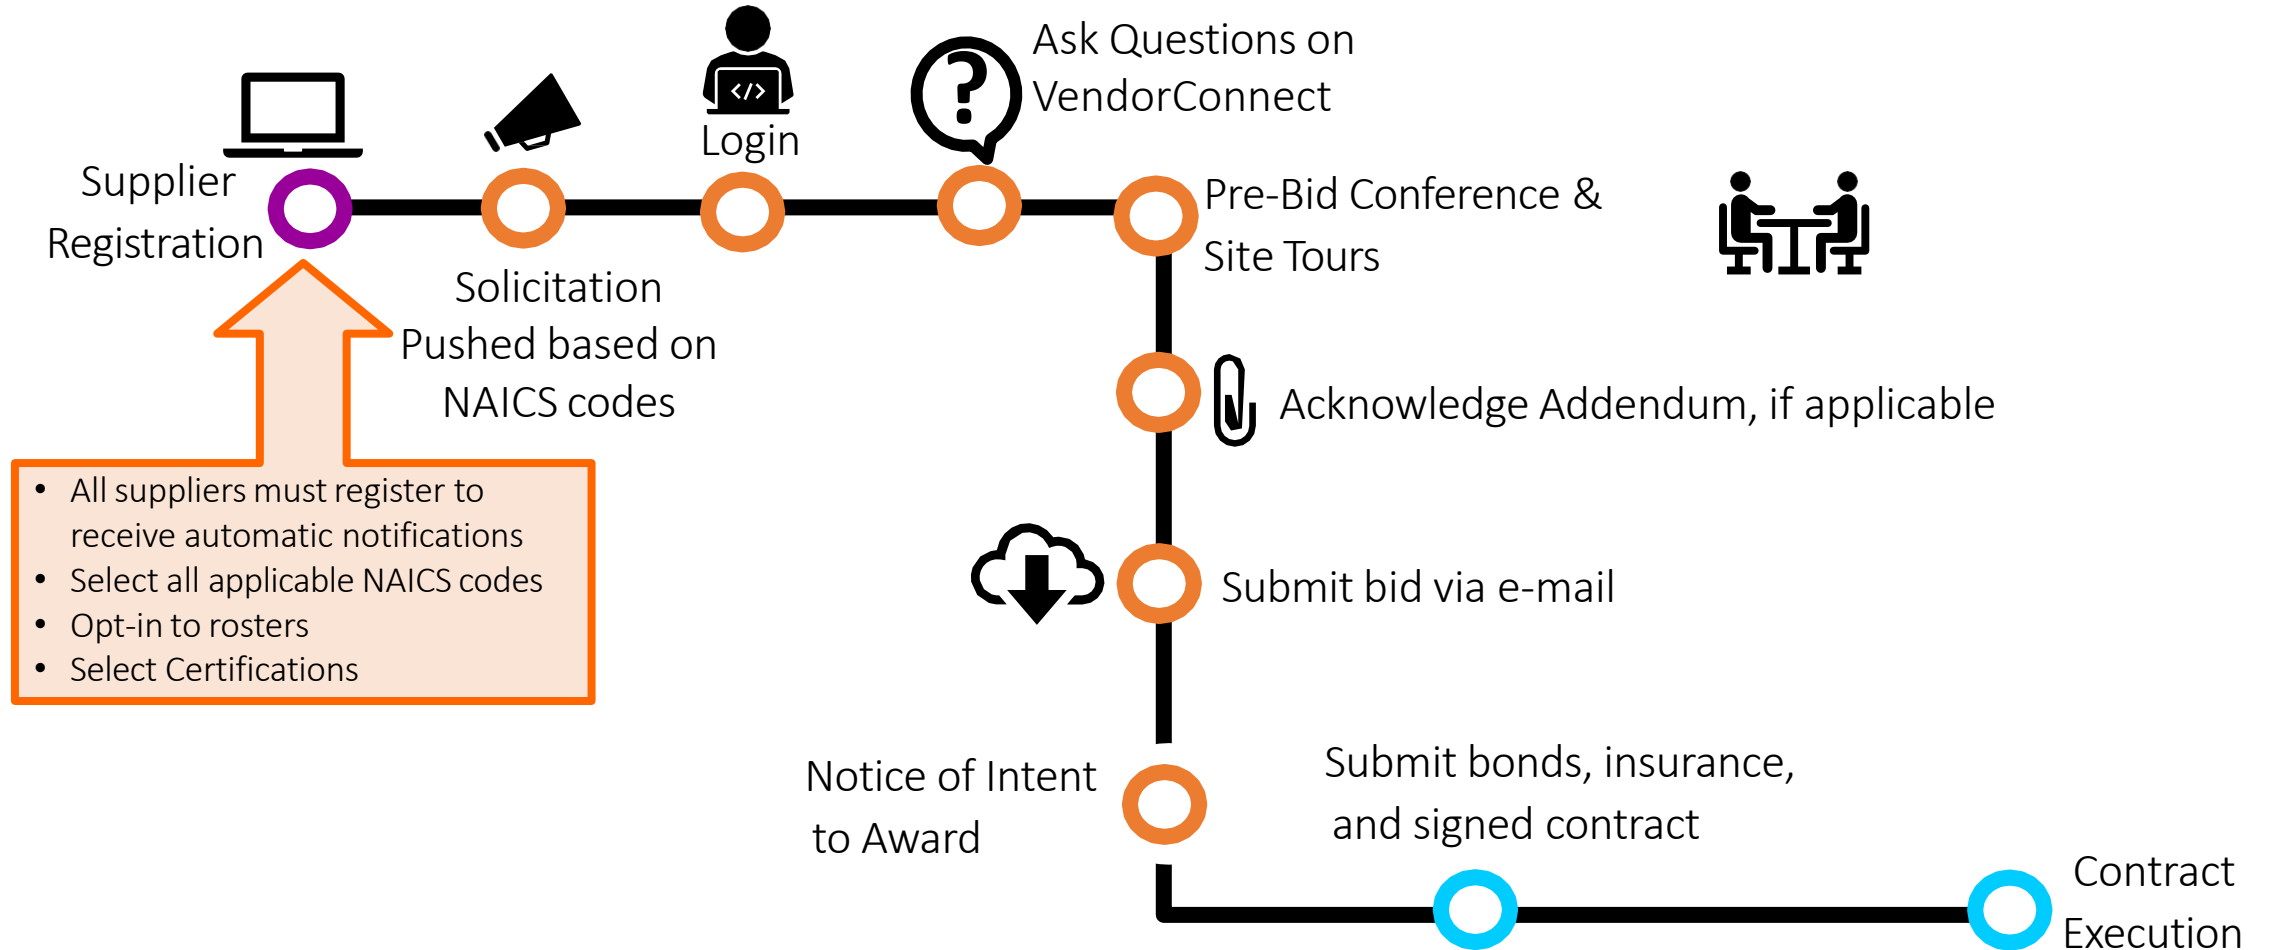 Supplier
Registration
Solicitation
Pushed based on
NAICS codes
</>
Login
?
Ask Questions on
VendorConnect
Pre-Bid Conference &
Site Tours
Acknowledge Addendum, if applicable
• All suppliers must register to
receive automatic notifications
• Select all applicable NAICS codes
• Opt-in to rosters
• Select Certifications
Submit bid via e-mail
Notice of Intent
to Award
Submit bonds, insurance,
and signed contract
Contract
Execution